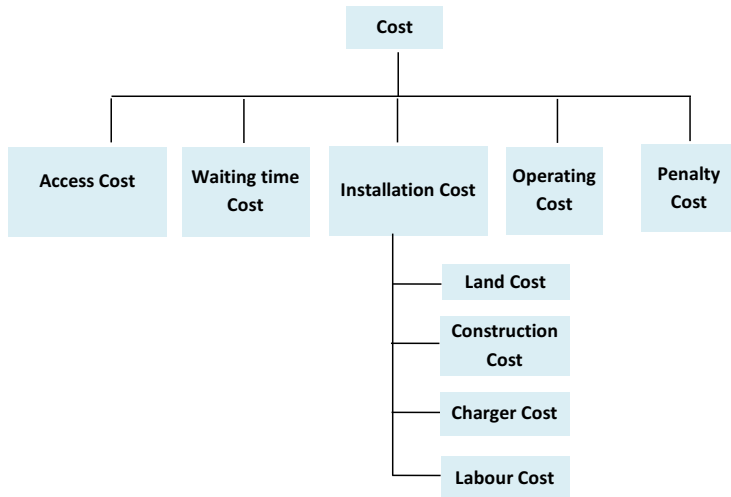 Cost
Access Cost
Waiting time
Cost
Installation Cost
Operating
Cost
Penalty
Cost
Land Cost
Construction
Cost
Charger Cost
Labour Cost